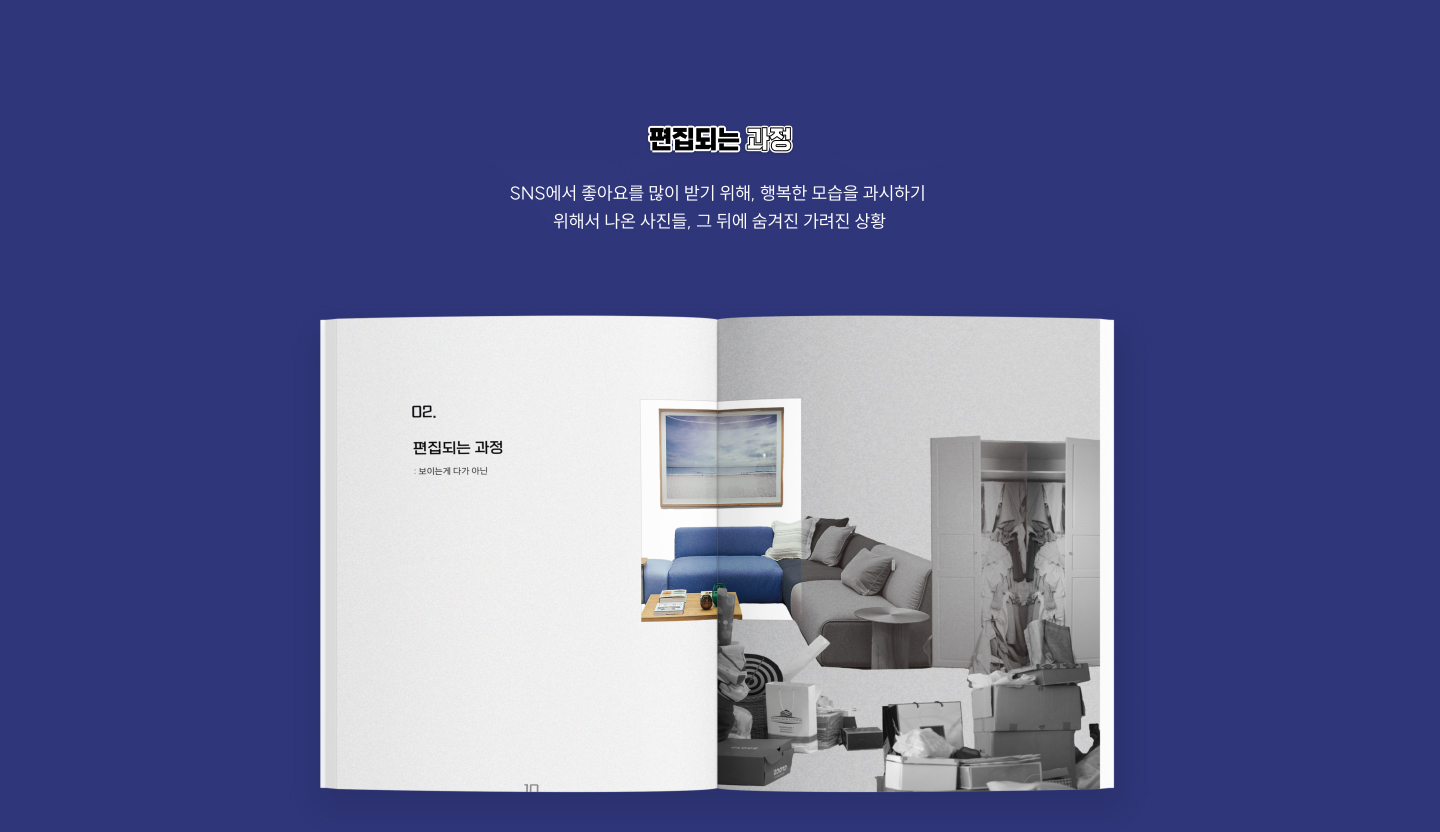 편집되는 과정
SNS에서 좋아요를 많이 받기 위해, 행복한 모습을 과시하기
위해서 나온 사진들, 그 뒤에 숨겨진 가려진 상황
02.
편집되는 과정
: 보이는게 다가 아닌
10